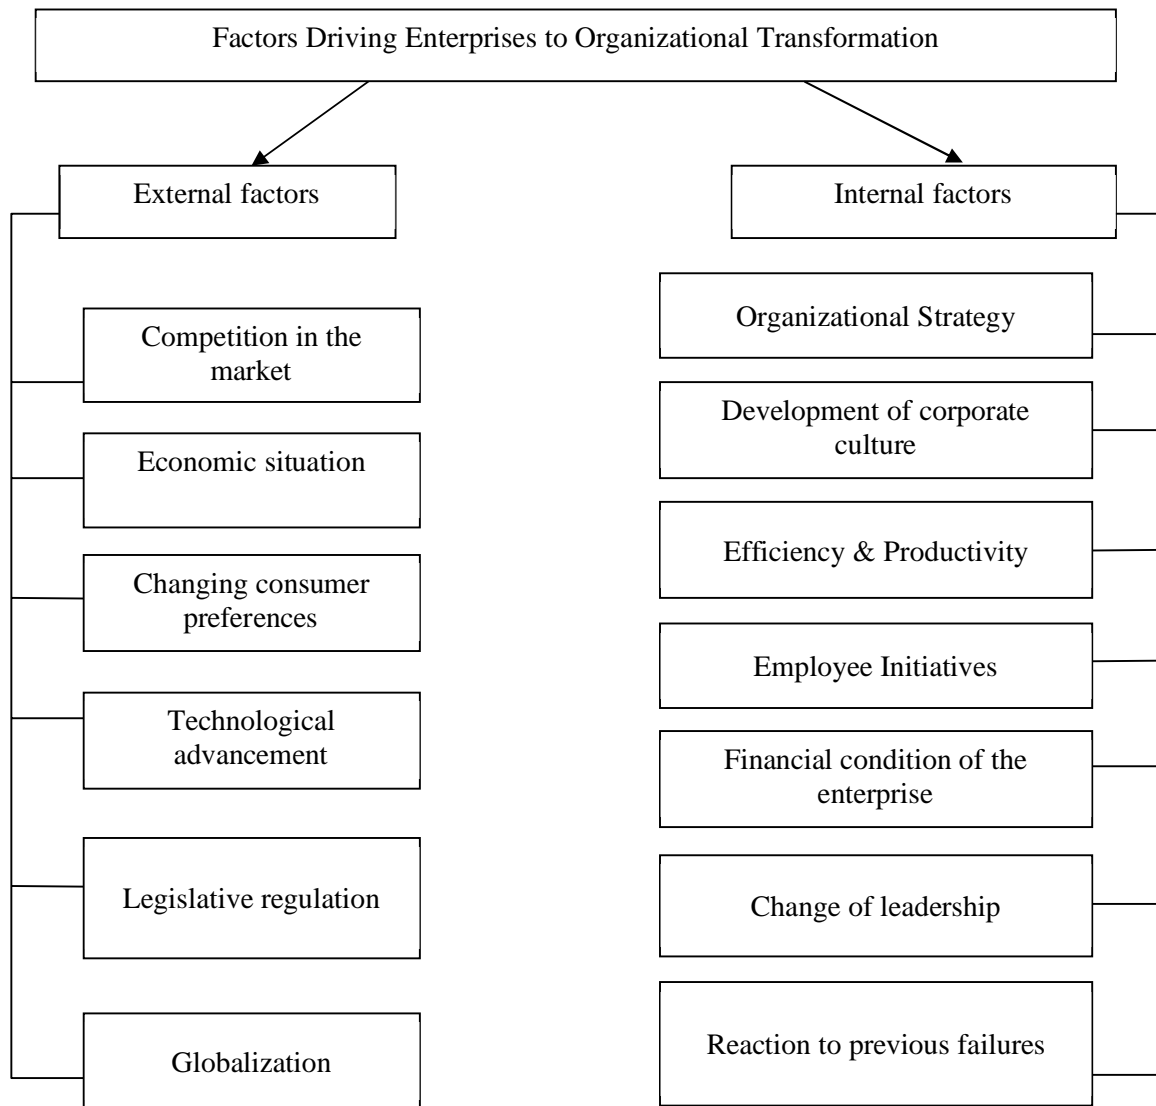 Factors Driving Enterprises to Organizational Transformation
External factors
Competition in the
market
Economic situation
Changing consumer
preferences
Technological
advancement
Legislative regulation
Globalization
Internal factors
Organizational Strategy
Development of corporate
culture
Efficiency & Productivity
Employee Initiatives
Financial condition of the
enterprise
Change of leadership
Reaction to previous failures